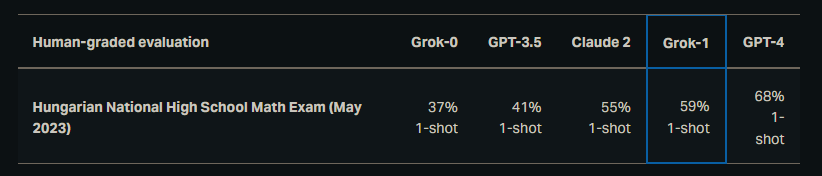 Human-graded evaluation Grok-0 GPT-3.5 Claude 2 Grok-1 GPT-4
Hungarian National High School Math Exam (May 2023) 37% 1-shot 41% 1-shot 55% 1-shot 59% 1-shot 68% 1-shot